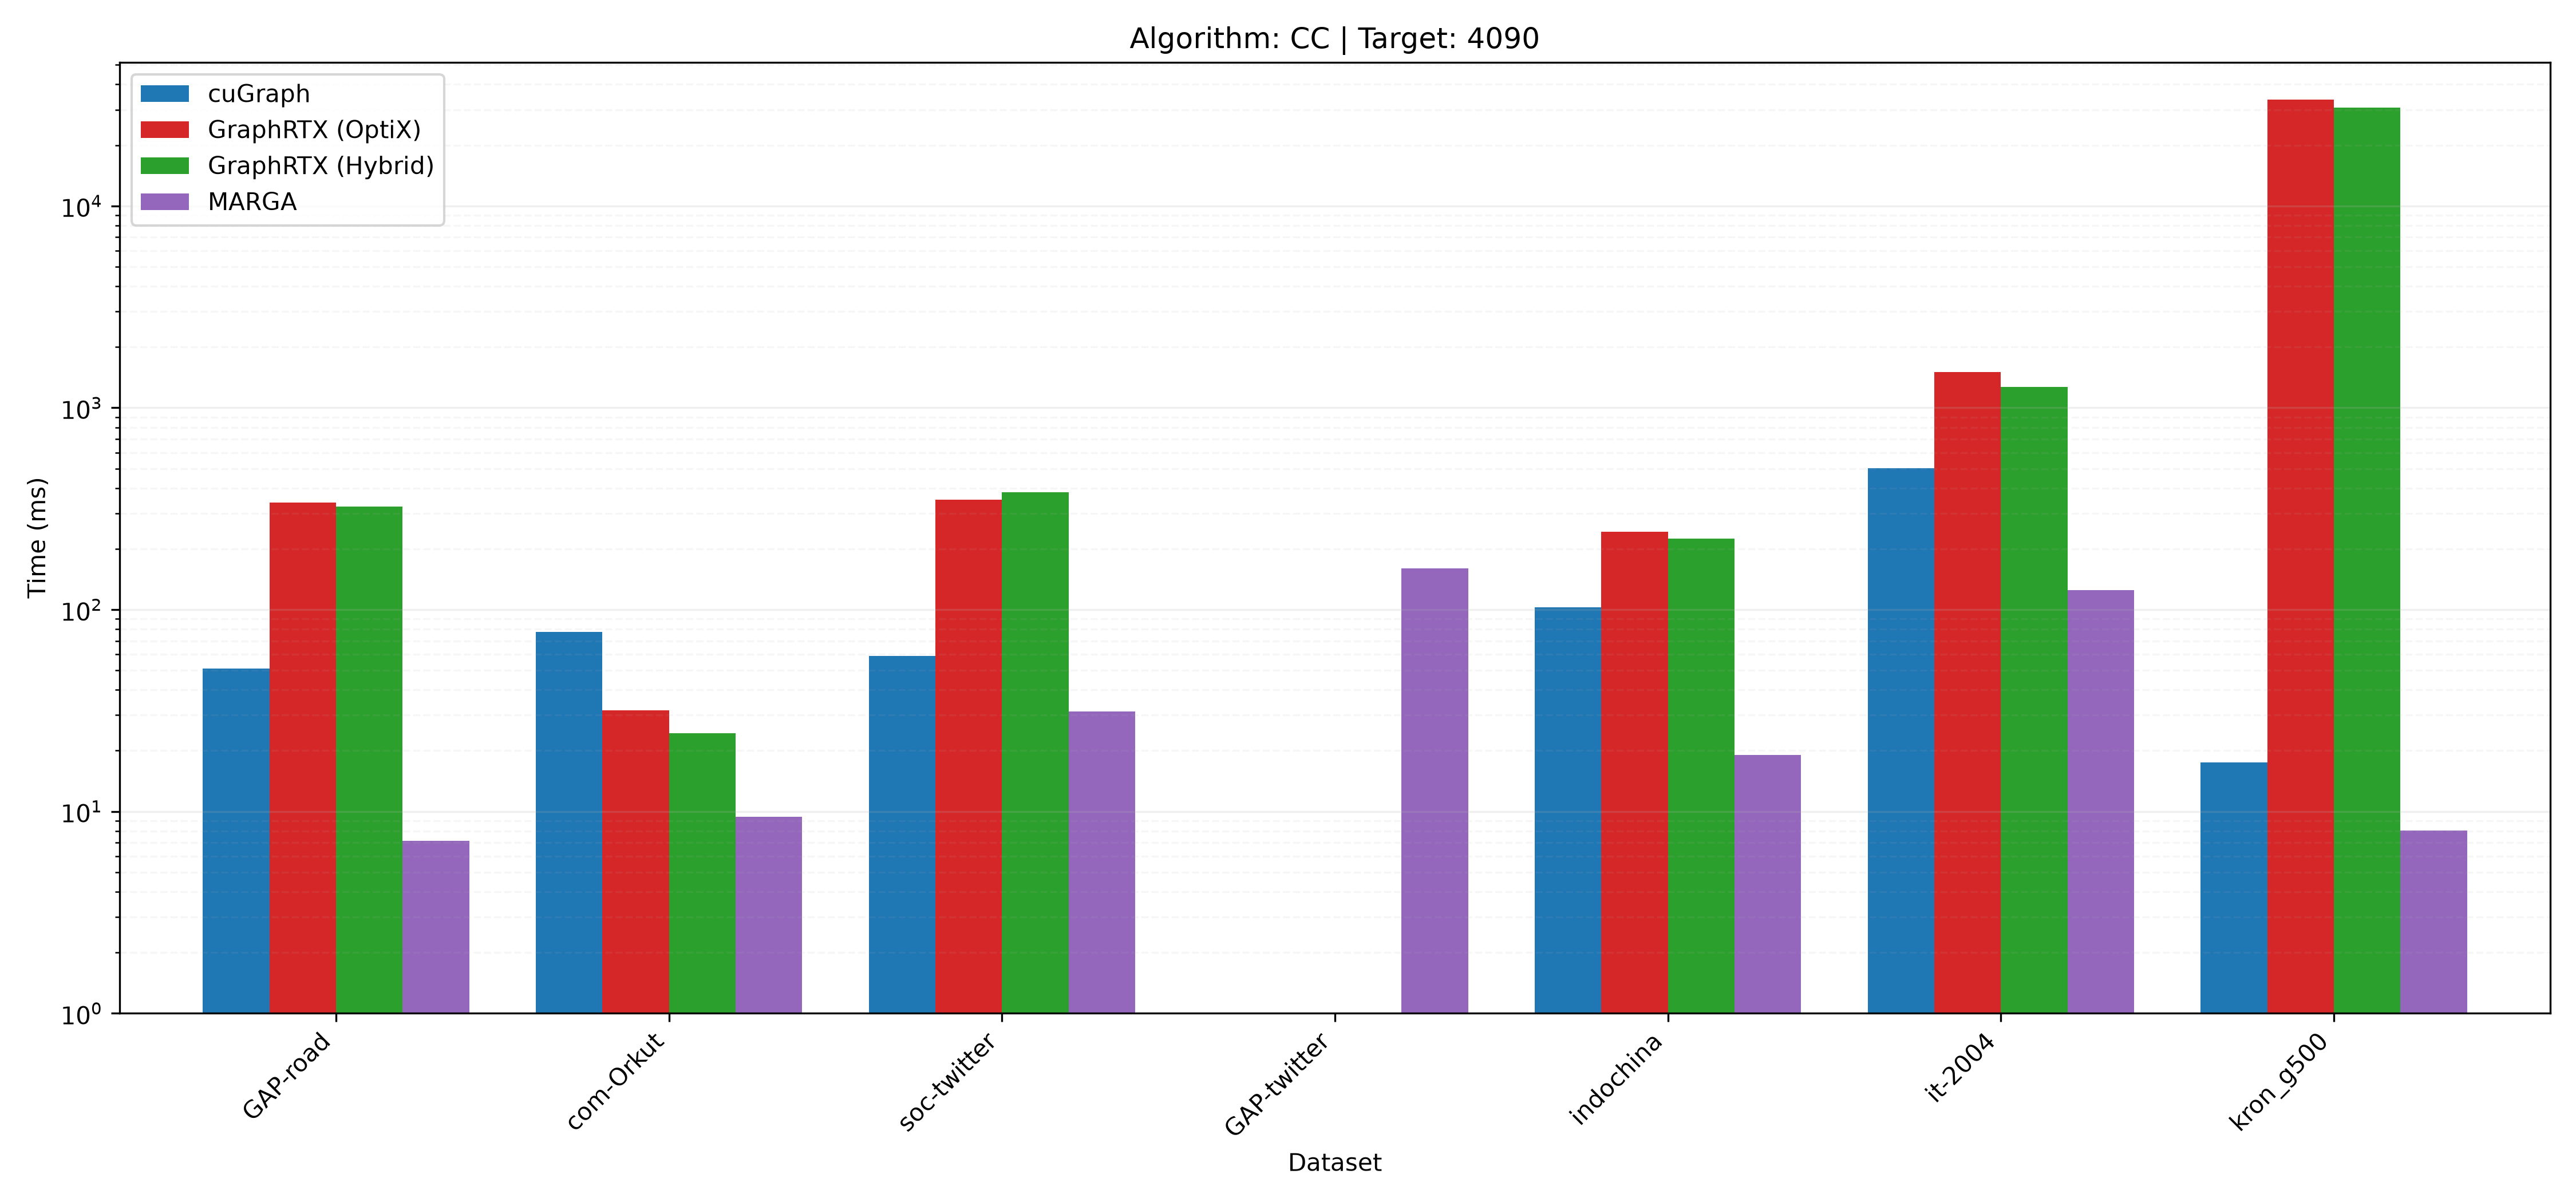 Algorithm: CC | Target: 4090
cuGraph
GraphRTX (OptiX)
GraphRTX (Hybrid)
MARGA
Time (ms)
10⁴
10³
10²
10¹
10⁰
GAP-road
com-Orkut
soc-twitter
GAP-twitter
indochina
it-2004
kron_g500
Dataset